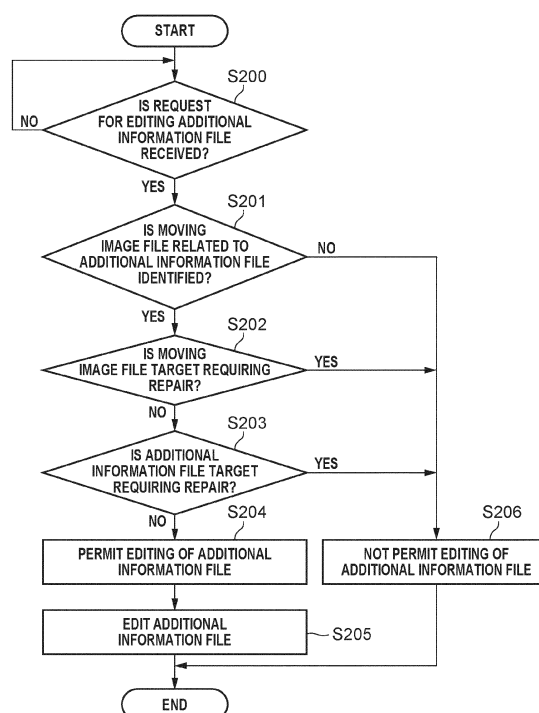 START
S200
IS REQUEST
FOR EDITING ADDITIONAL
INFORMATION FILE
RECEIVED?
NO
YES
S201
IS MOVING
IMAGE FILE RELATED TO
ADDITIONAL INFORMATION FILE
IDENTIFIED?
NO
YES
S202
IS MOVING
IMAGE FILE TARGET REQUIRING
REPAIR?
YES
NO
S203
IS ADDITIONAL
INFORMATION FILE TARGET
REQUIRING REPAIR?
YES
NO
S204
PERMIT EDITING OF ADDITIONAL
INFORMATION FILE
S206
NOT PERMIT EDITING OF
ADDITIONAL INFORMATION FILE
EDIT ADDITIONAL
INFORMATION FILE
S205
END